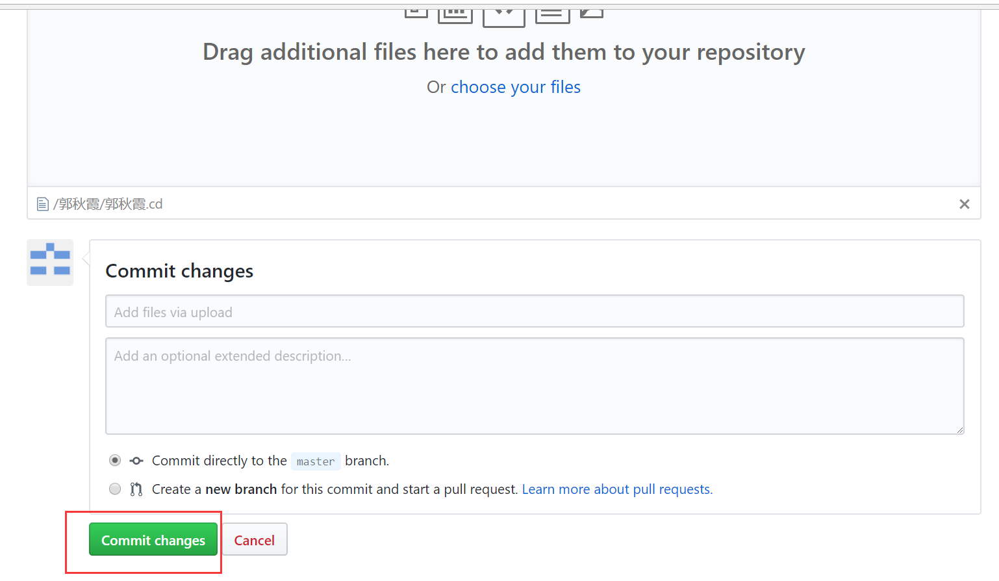 Drag additional files here to add them to your repository
Or choose your files
/郭秋霞/郭秋霞.cd
Commit changes
Add files via upload
Add an optional extended description...
Commit directly to the master branch.
Create a new branch for this commit and start a pull request. Learn more about pull requests.
Commit changes
Cancel